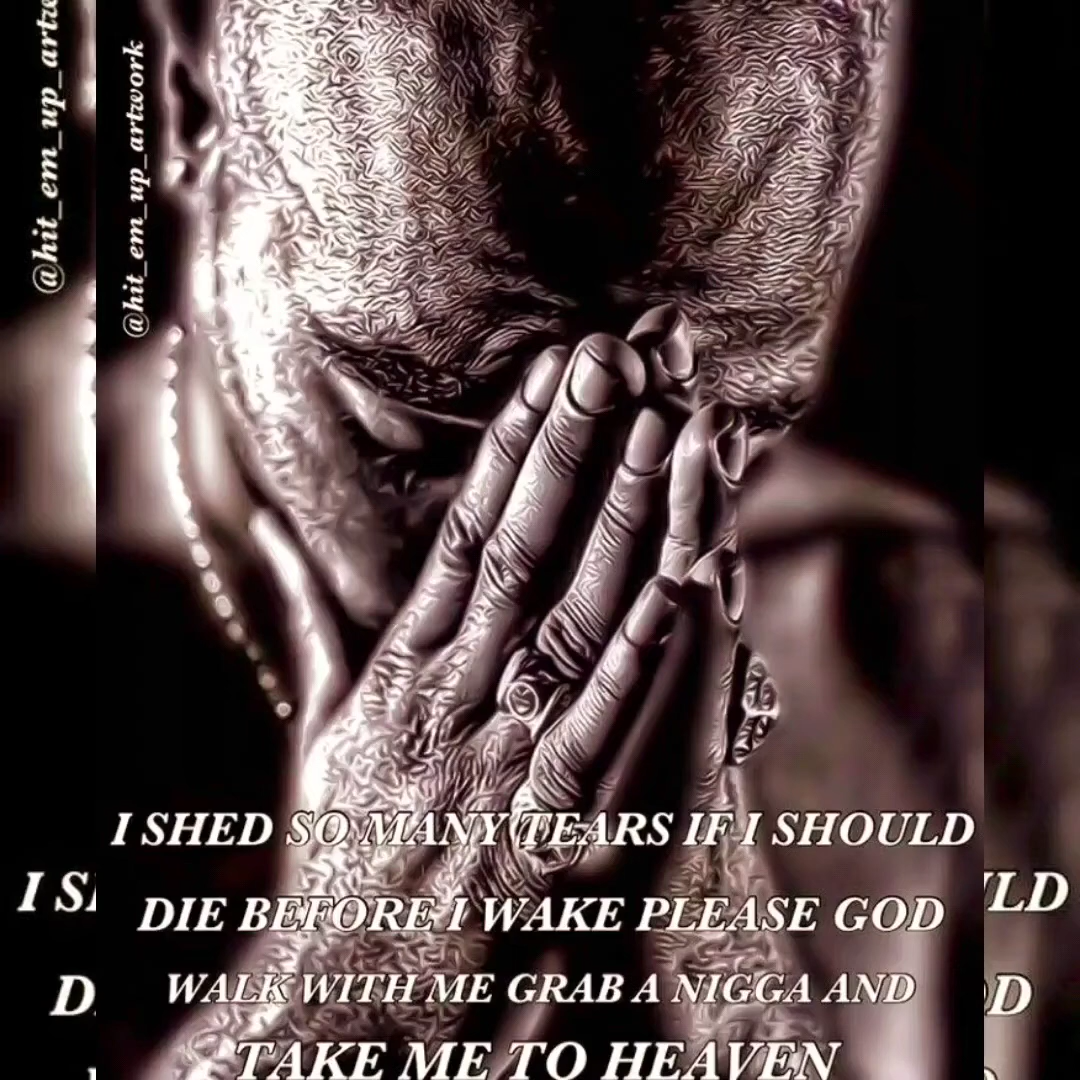 @hit_em_up_artw
@hit_em_up_artwork
I SHED SO MANY TEARS IF I SHOULD
DIE BEFORE I WAKE PLEASE GOD
WALK WITH ME GRAB A NIGGA AND
TAKE ME TO HEAVEN